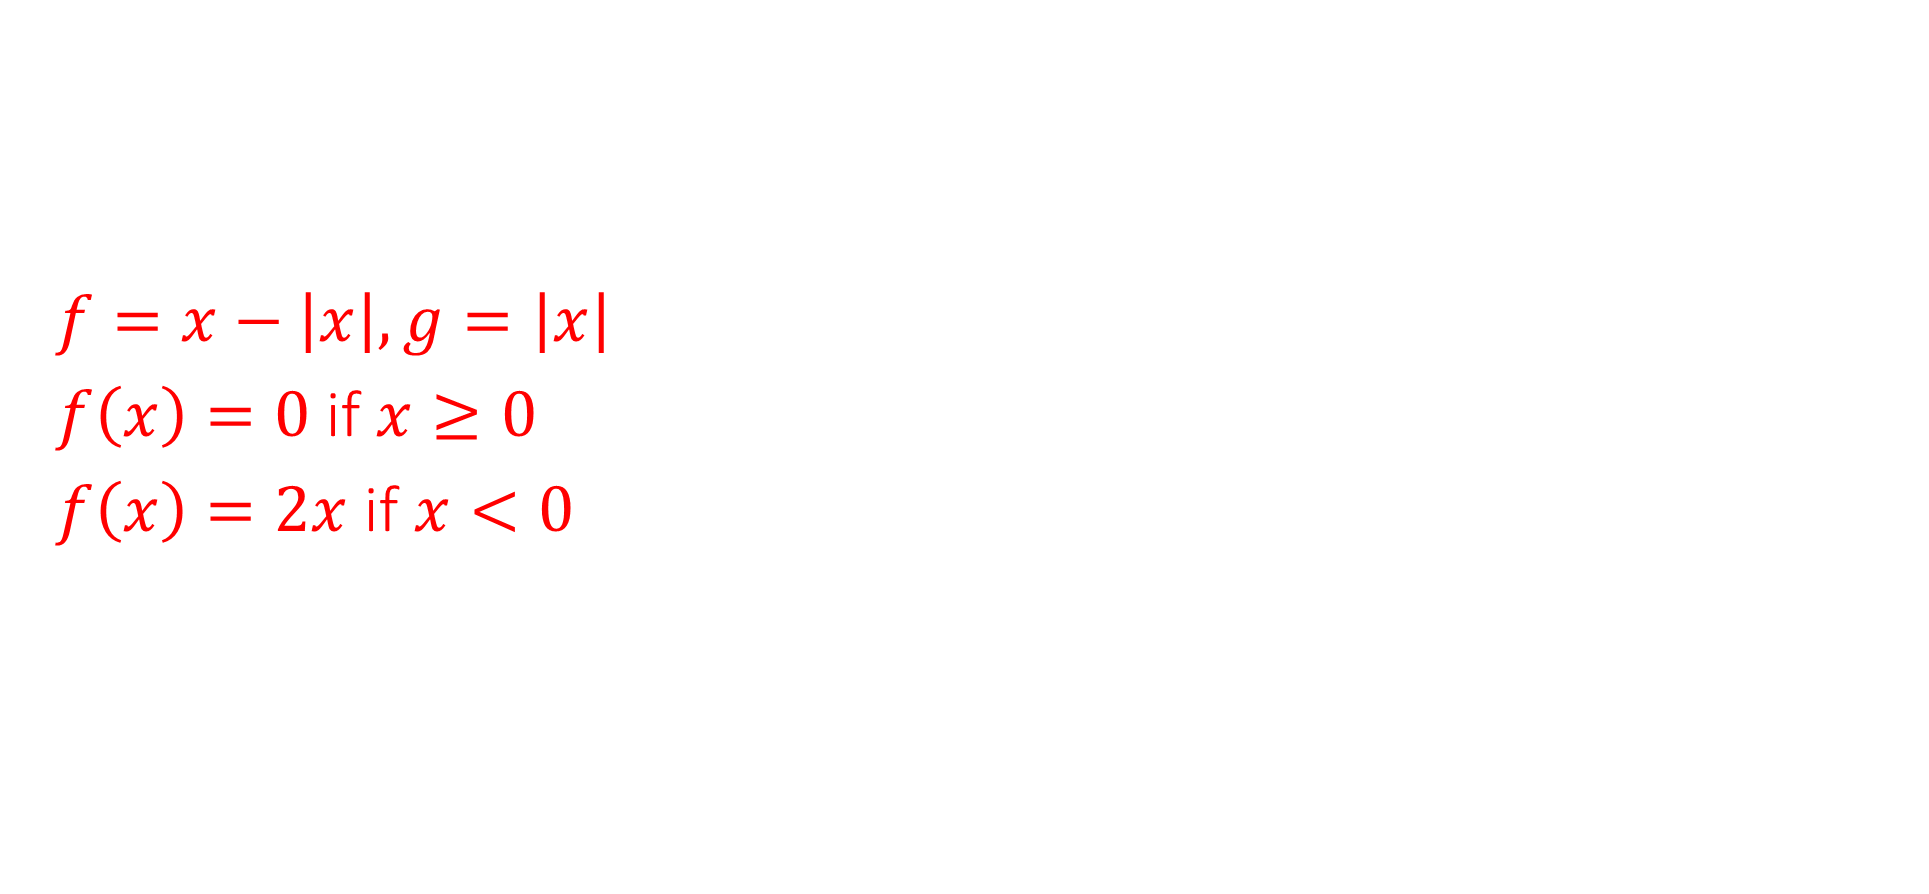 f = x − |x|, g = |x|
f(x) = 0 if x ≥ 0
f(x) = 2x if x < 0